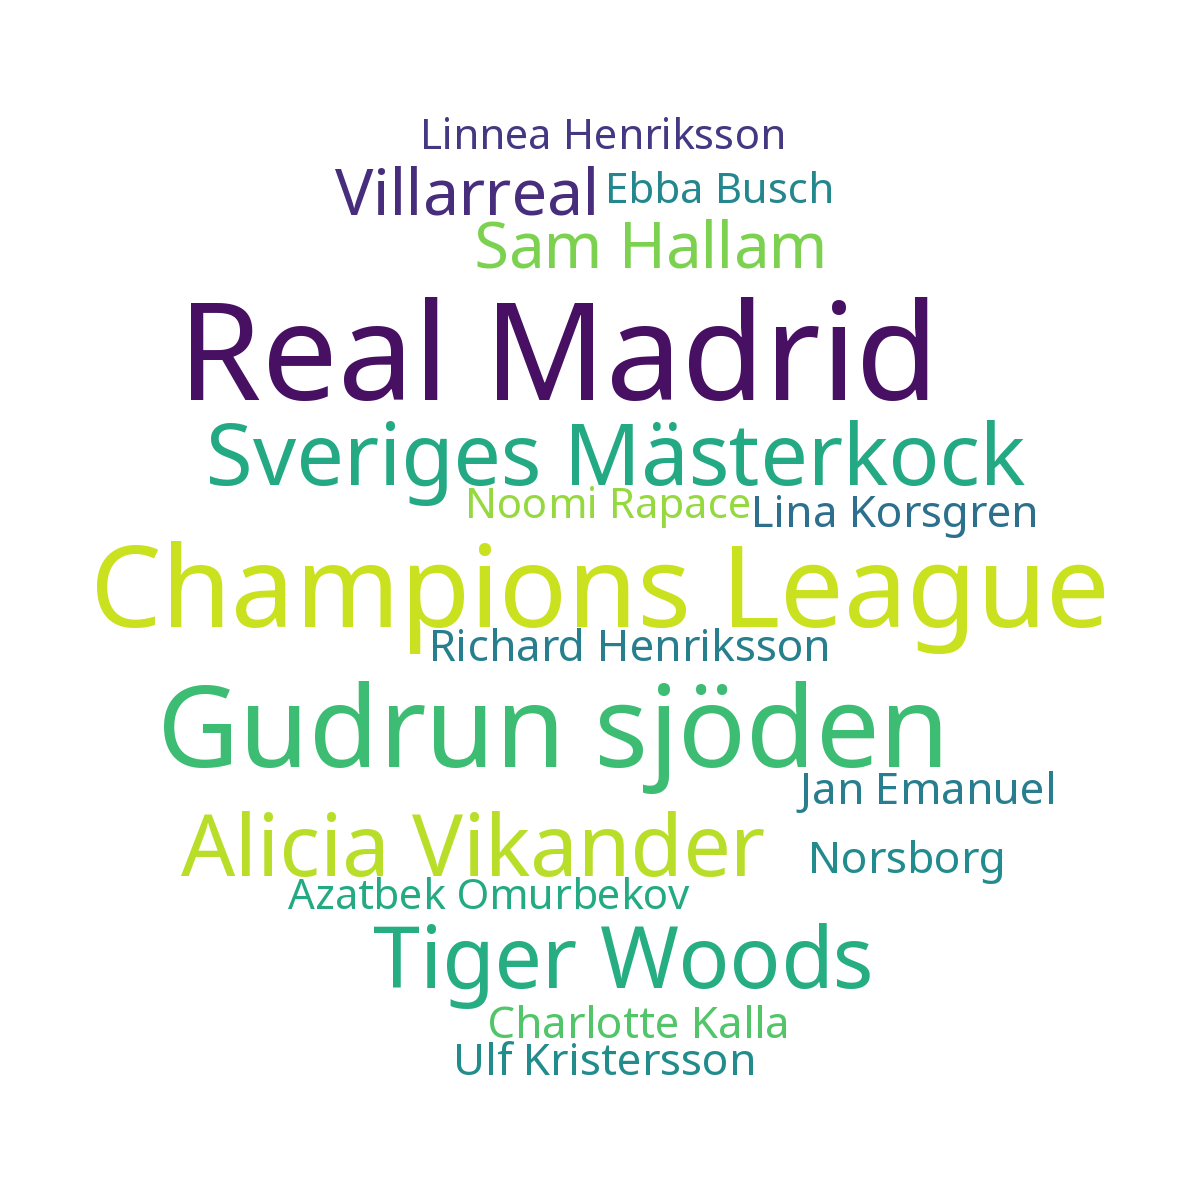 Linnea Henriksson
Villarreal Ebba Busch
Sam Hallam
Real Madrid
Sveriges Mästerkock
Noomi Rapace Lina Korsgren
Champions League
Richard Henriksson
Gudrun sjöden
Jan Emanuel
Alicia Vikander
Norsborg
Azatbek Omurbekov
Tiger Woods
Charlotte Kalla
Ulf Kristersson